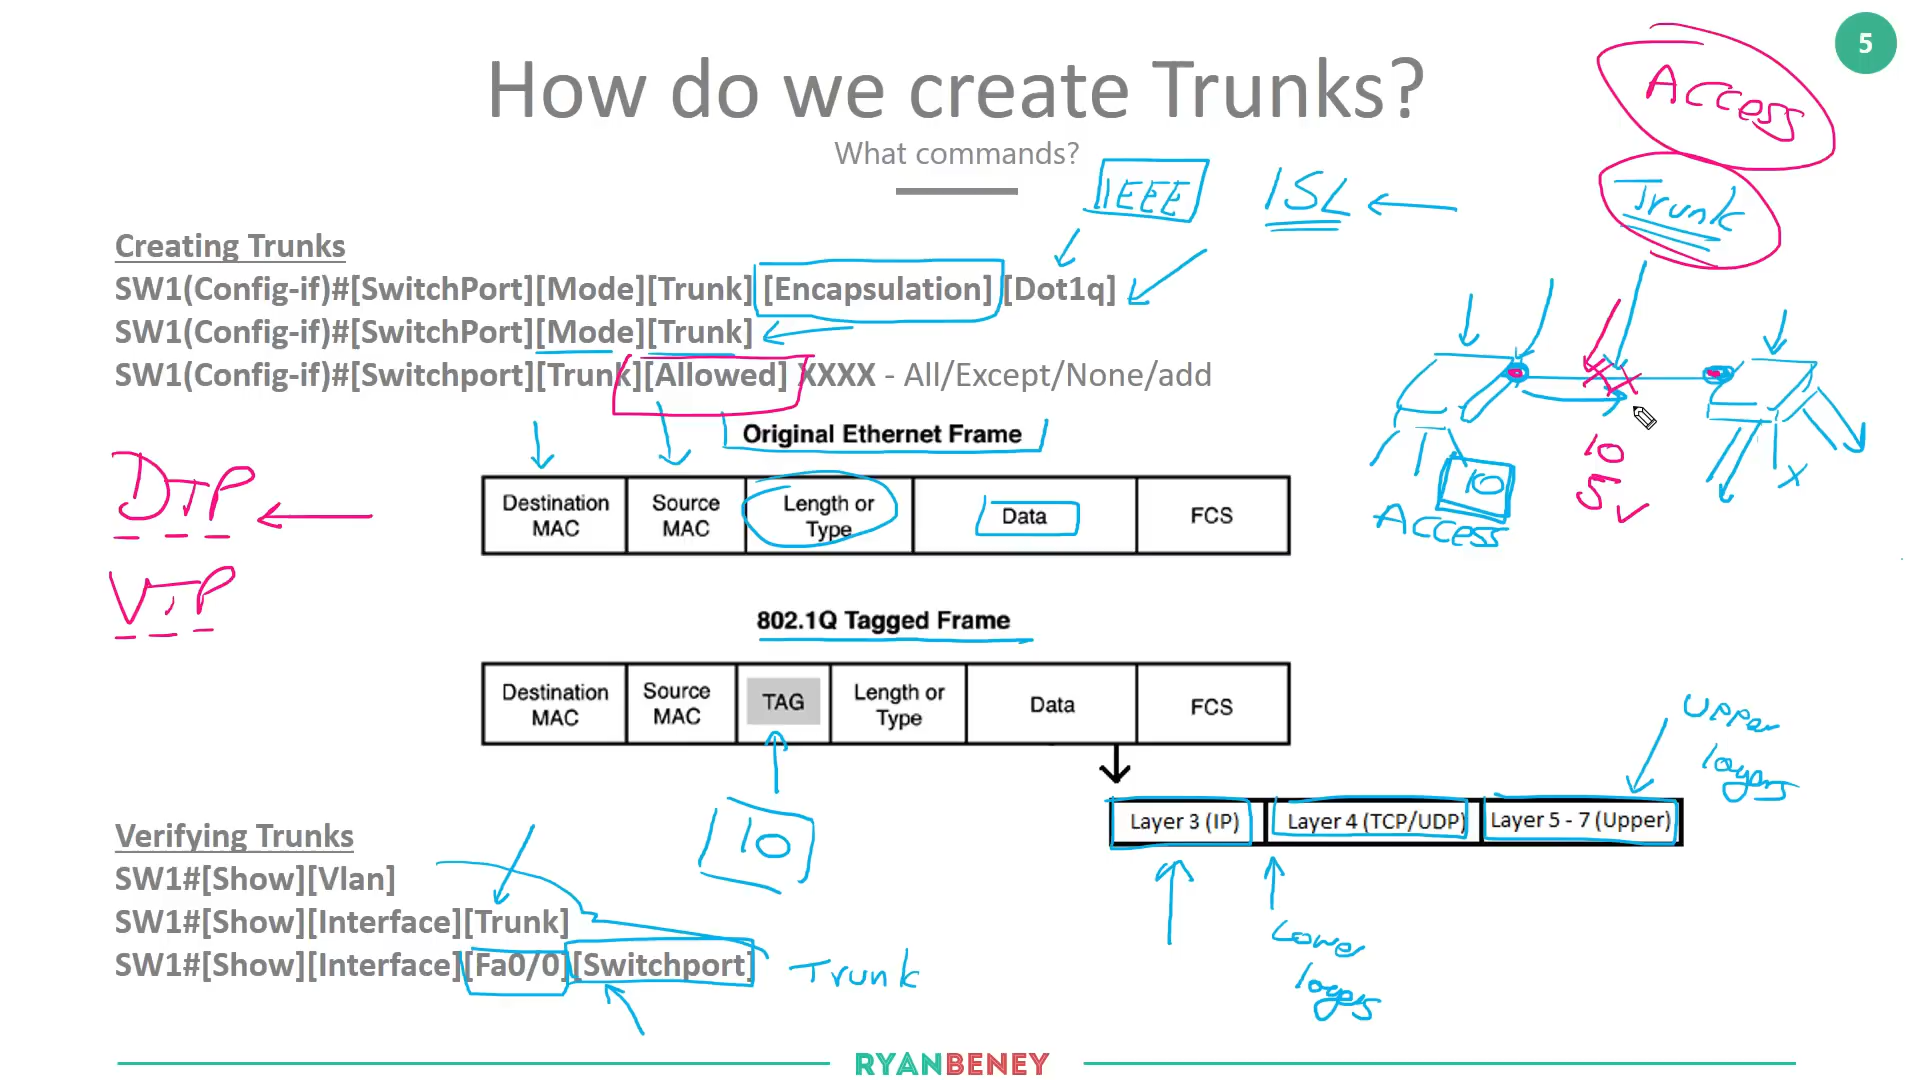 5
How do we create Trunks?
What commands?
Access
IEEE
ISL
Trunk
Creating Trunks
SW1(Config-if)#[SwitchPort][Mode][Trunk] [Encapsulation] [Dot1q]
SW1(Config-if)#[SwitchPort][Mode][Trunk]
SW1(Config-if)#[Switchport][Trunk][Allowed] XXXX - All/Except/None/add
Original Ethernet Frame
Destination MAC
Source MAC
Length or Type
Data
FCS
DTP
VTP
10
Access
10
X
802.1Q Tagged Frame
Destination MAC
Source MAC
TAG
Length or Type
Data
FCS
10
Upper
layers
Layer 3 (IP)
Layer 4 (TCP/UDP)
Layer 5 - 7 (Upper)
Lower
layers
Verifying Trunks
SW1#[Show][Vlan]
SW1#[Show][Interface][Trunk]
SW1#[Show][Interface][Fa0/0][Switchport]
Trunk
RYANBENEY